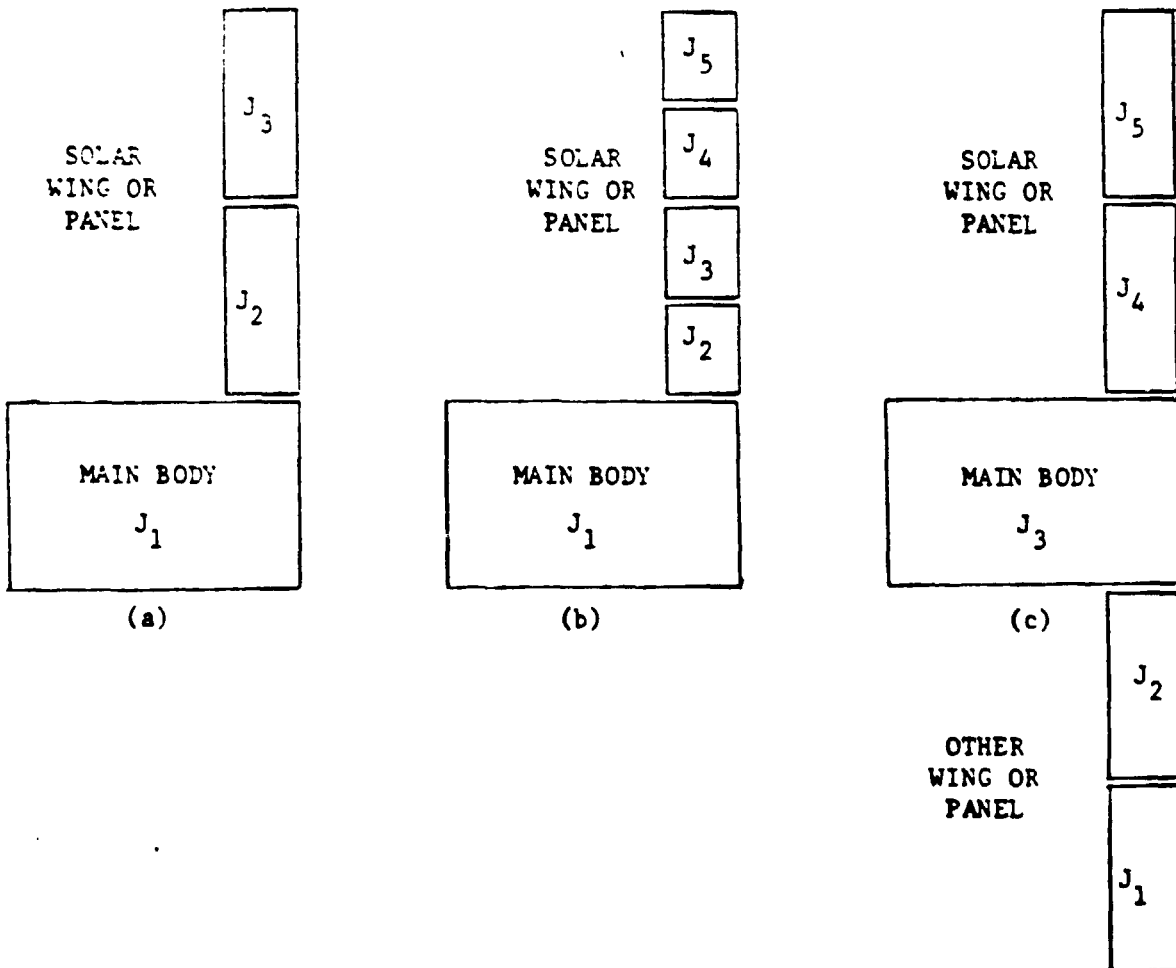 J3
SOLAR
WING OR
PANEL
J2
MAIN BODY
J1
(a)
J5
J4
SOLAR
WING OR
PANEL
J3
J2
MAIN BODY
J1
(b)
J5
SOLAR
WING OR
PANEL
J4
MAIN BODY
J3
(c)
J2
OTHER
WING OR
PANEL
J1